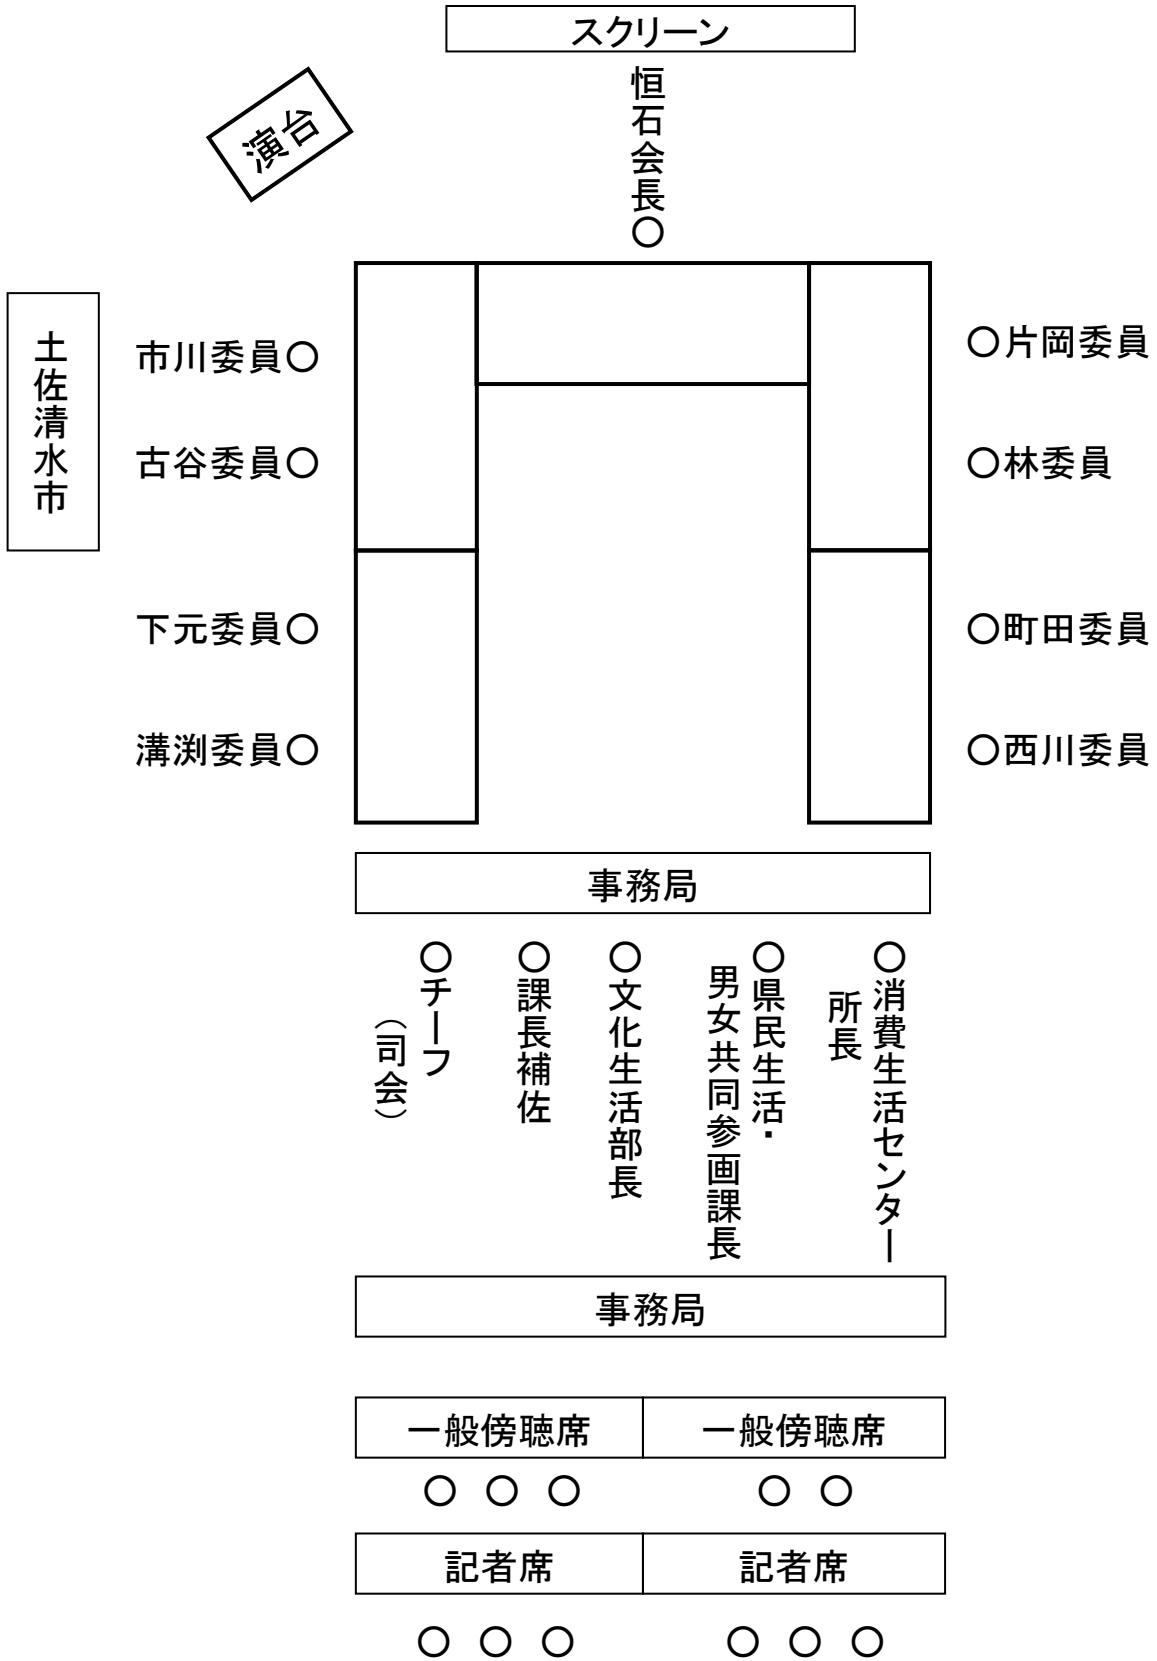 スクリーン
演台
恒石会長○
土佐清水市
市川委員○
○片岡委員
古谷委員○
○林委員
下元委員○
○町田委員
溝渕委員○
○西川委員
事務局
○チーフ
（司会）
○課長補佐
○文化生活部長
○県民生活・
男女共同参画課長
○消費生活センター
所長
事務局
一般傍聴席 一般傍聴席
○ ○ ○ ○ ○
記者席 記者席
○ ○ ○ ○ ○ ○